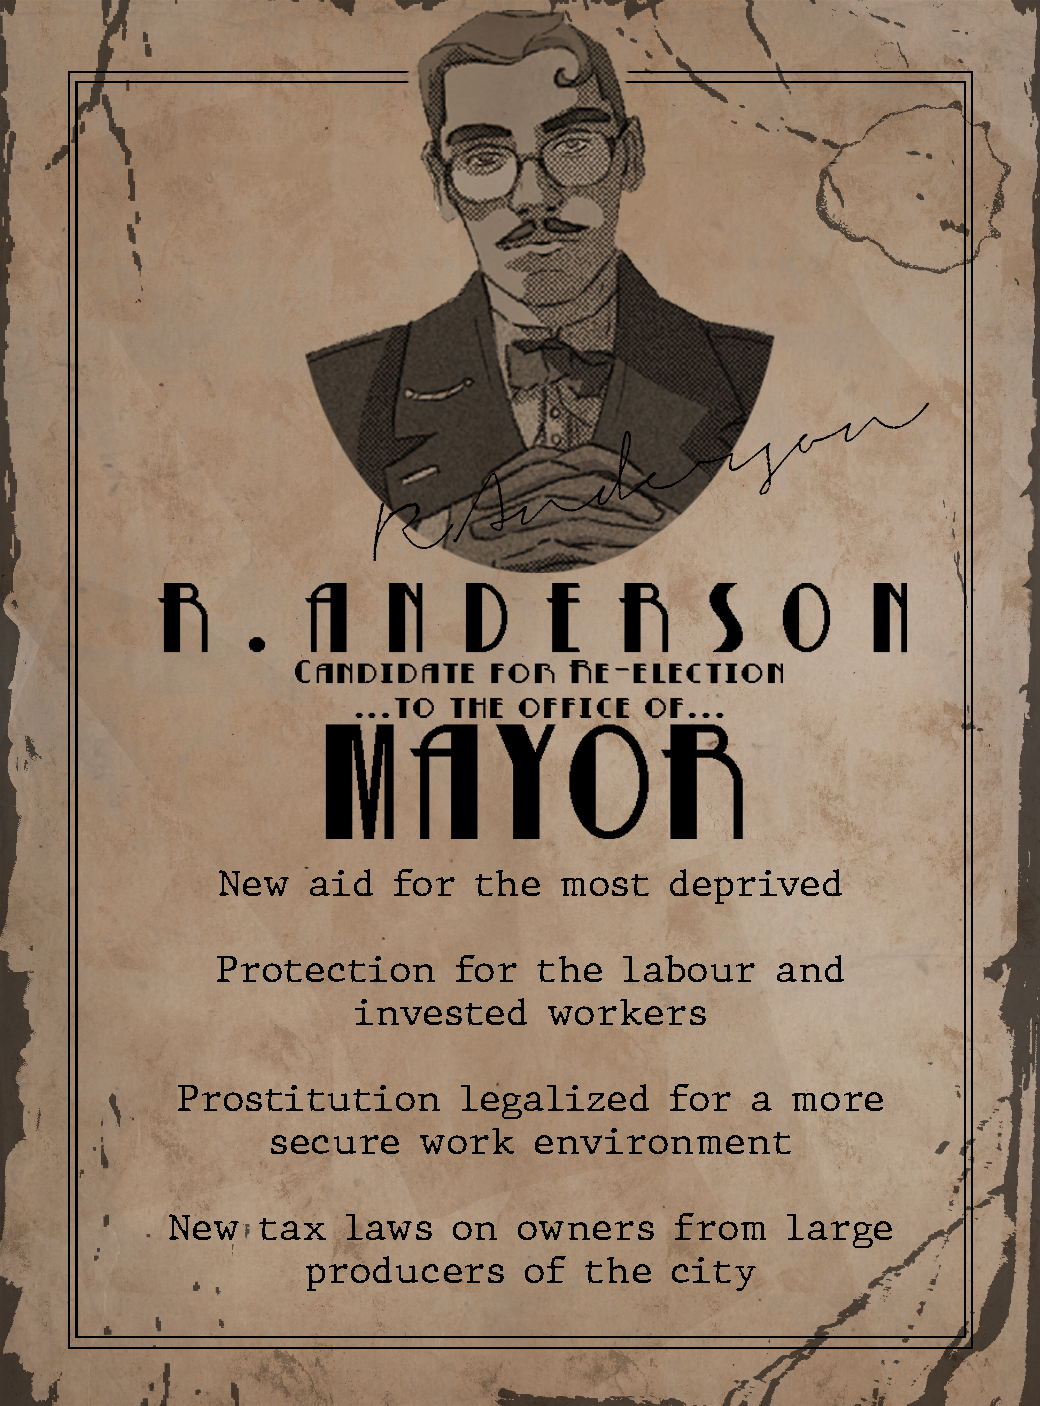 R. Anderson
R.ANDERSON
CANDIDATE FOR RE-ELECTION
...TO THE OFFICE OF...
MAYOR
New aid for the most deprived
Protection for the labour and
invested workers
Prostitution legalized for a more
secure work environment
New tax laws on owners from large
producers of the city